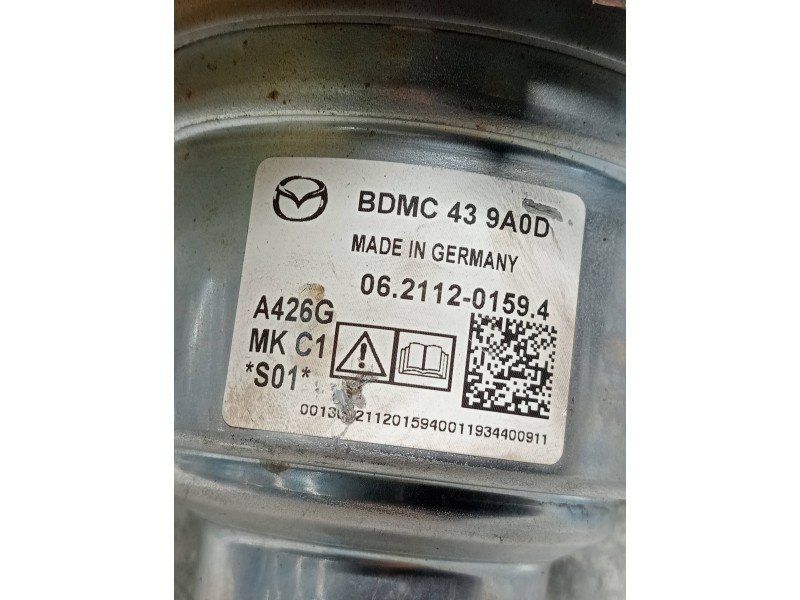 BDMC 43 9A0D
MADE IN GERMANY
06.2112-0159.4
A426G
MK C1
*S01*